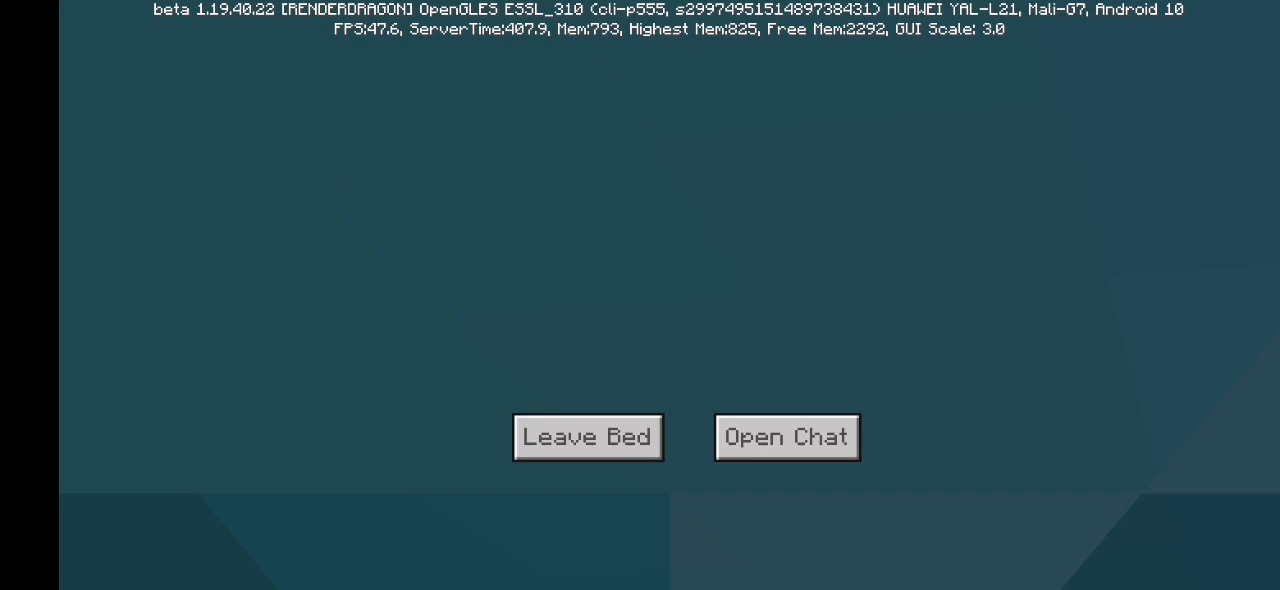 beta 1.19.40.22 [RENDERDRAGON] OpenGLES ESSL_310 (cli-p555, s2997495151489738431) HUAWEI YAL-L21, Mali-G7, Android 10
FPS:47.6, ServerTime:407.9, Mem:793, Highest Mem:825, Free Mem:2292, GUI Scale: 3.0
Leave Bed
Open Chat